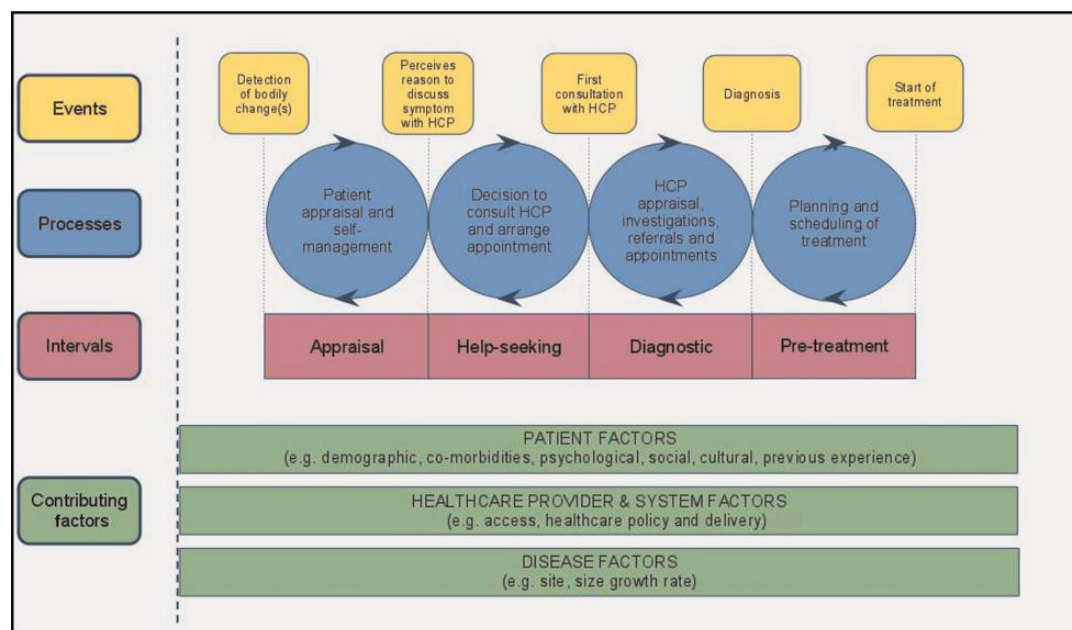 Events
Detection
of bodily
change(s)
Perceives
reason to
discuss
symptom
with HCP
First
consultation
with HCP
Diagnosis
Start of
treatment
Processes
Patient
appraisal and
self-
management
Decision to
consult HCP
and arrange
appointment
HCP
appraisal,
investigations,
referrals and
appointments
Planning and
scheduling of
treatment
Intervals
Appraisal
Help-seeking
Diagnostic
Pre-treatment
Contributing
factors
PATIENT FACTORS
(e.g. demographic, co-morbidities, psychological, social, cultural, previous experience)
HEALTHCARE PROVIDER & SYSTEM FACTORS
(e.g. access, healthcare policy and delivery)
DISEASE FACTORS
(e.g. site, size growth rate)